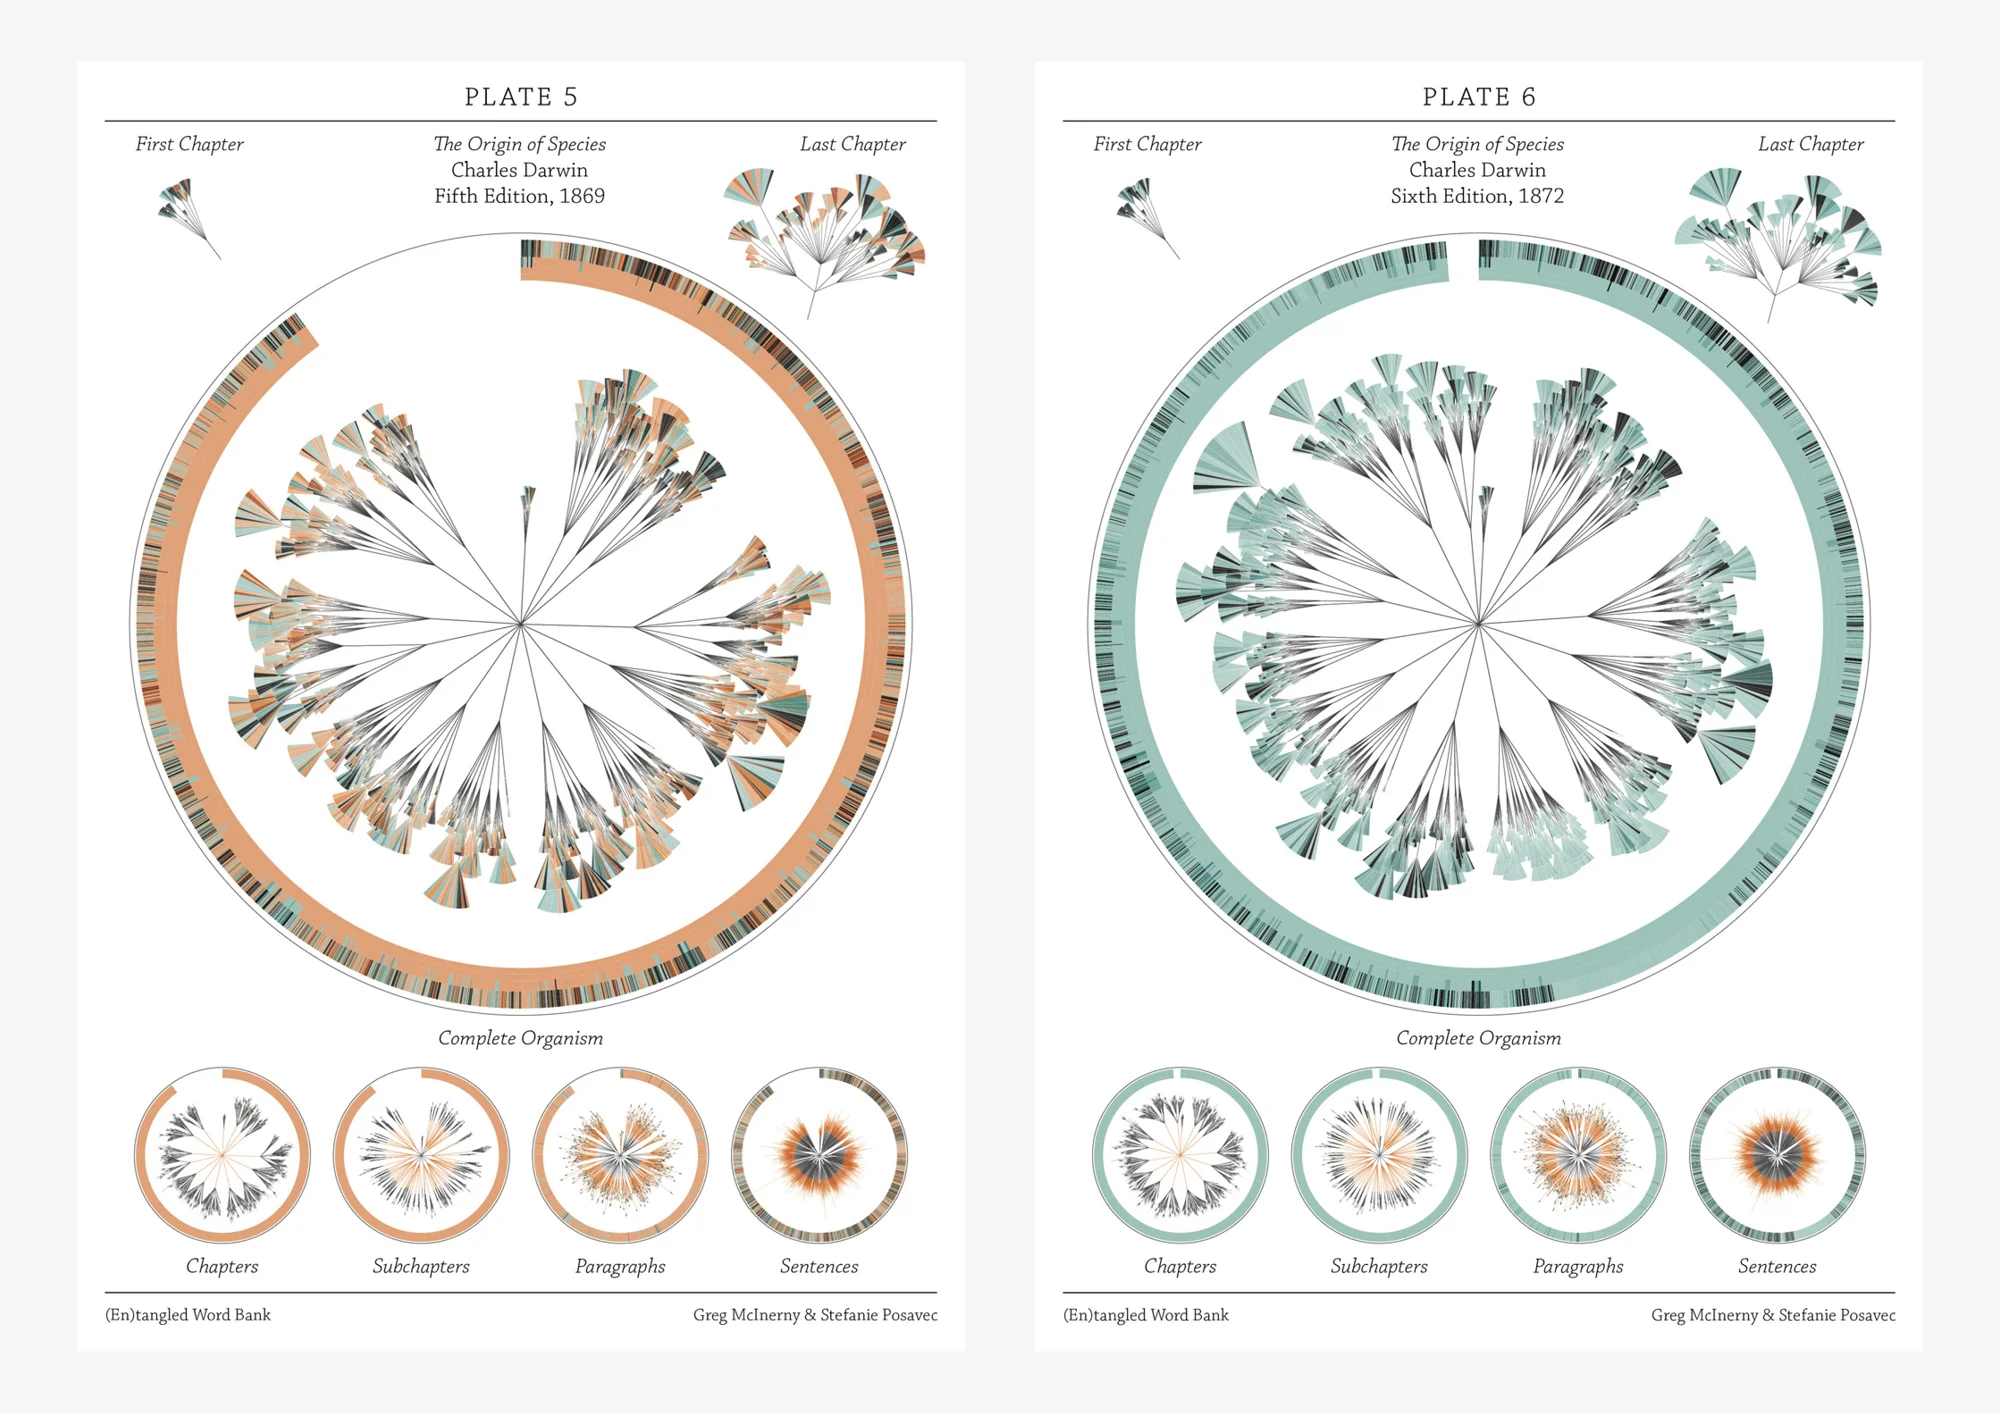 PLATE 5
First Chapter
The Origin of Species
Charles Darwin
Fifth Edition, 1869
Last Chapter
Complete Organism
Chapters
Subchapters
Paragraphs
Sentences
(En)tangled Word Bank
Greg McInerny & Stefanie Posavec
PLATE 6
First Chapter
The Origin of Species
Charles Darwin
Sixth Edition, 1872
Last Chapter
Complete Organism
Chapters
Subchapters
Paragraphs
Sentences
(En)tangled Word Bank
Greg McInerny & Stefanie Posavec